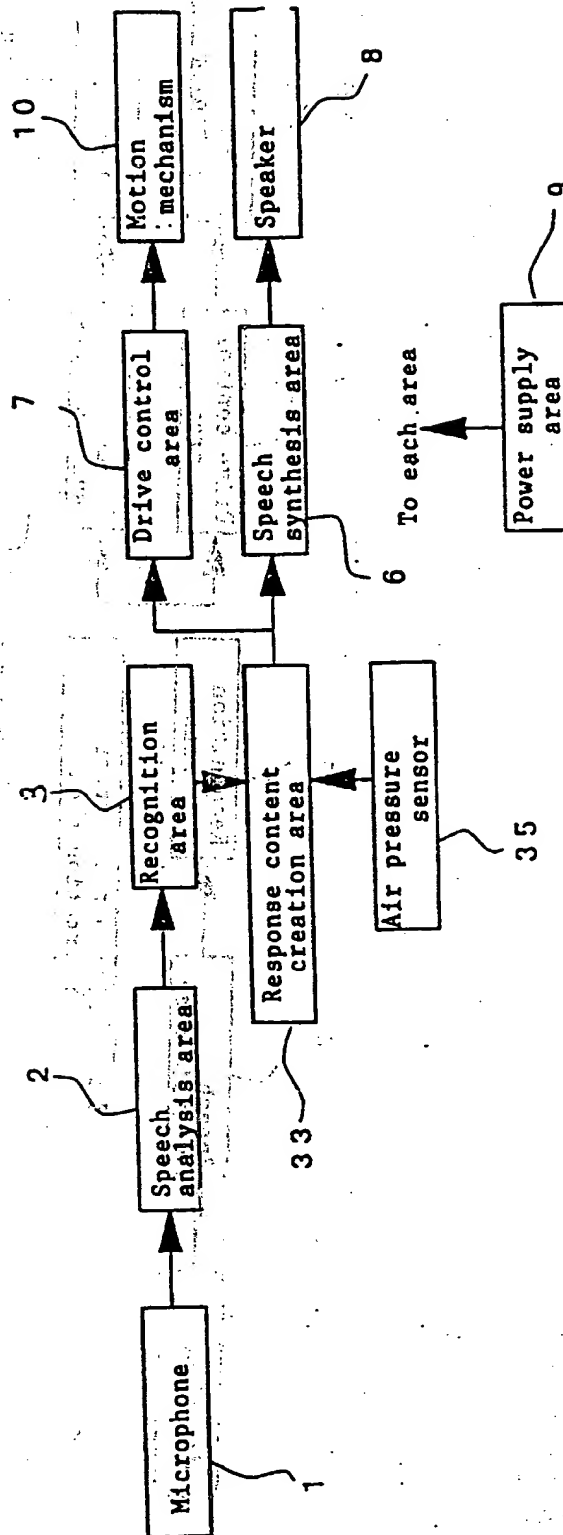 1
Microphone
2
Speech
analysis area
3
Recognition
area
33
Response content
creation area
Air pressure
sensor
35
7
Drive control
area
10
Motion
mechanism
Speech
synthesis area
6
Speaker
8
To each area
Power supply
area
9